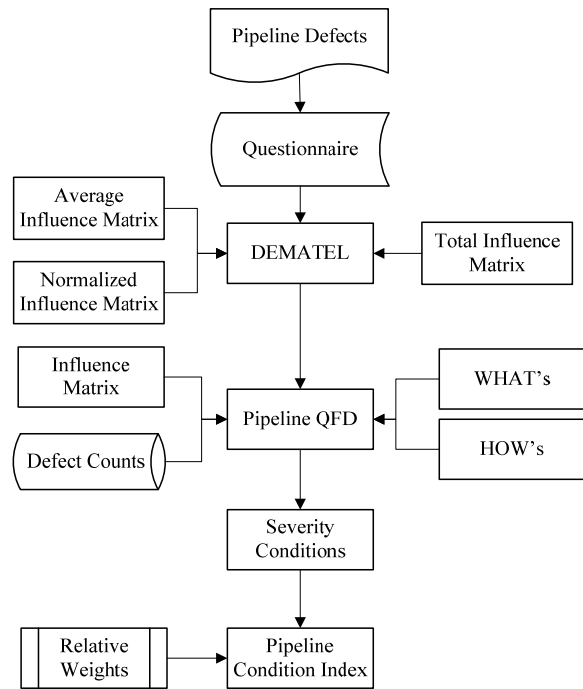 Pipeline Defects
Questionnaire
Average
Influence Matrix
Normalized
Influence Matrix
DEMATEL
Total Influence
Matrix
Influence
Matrix
Defect Counts
Pipeline QFD
WHAT's
HOW's
Severity
Conditions
Relative
Weights
Pipeline
Condition Index